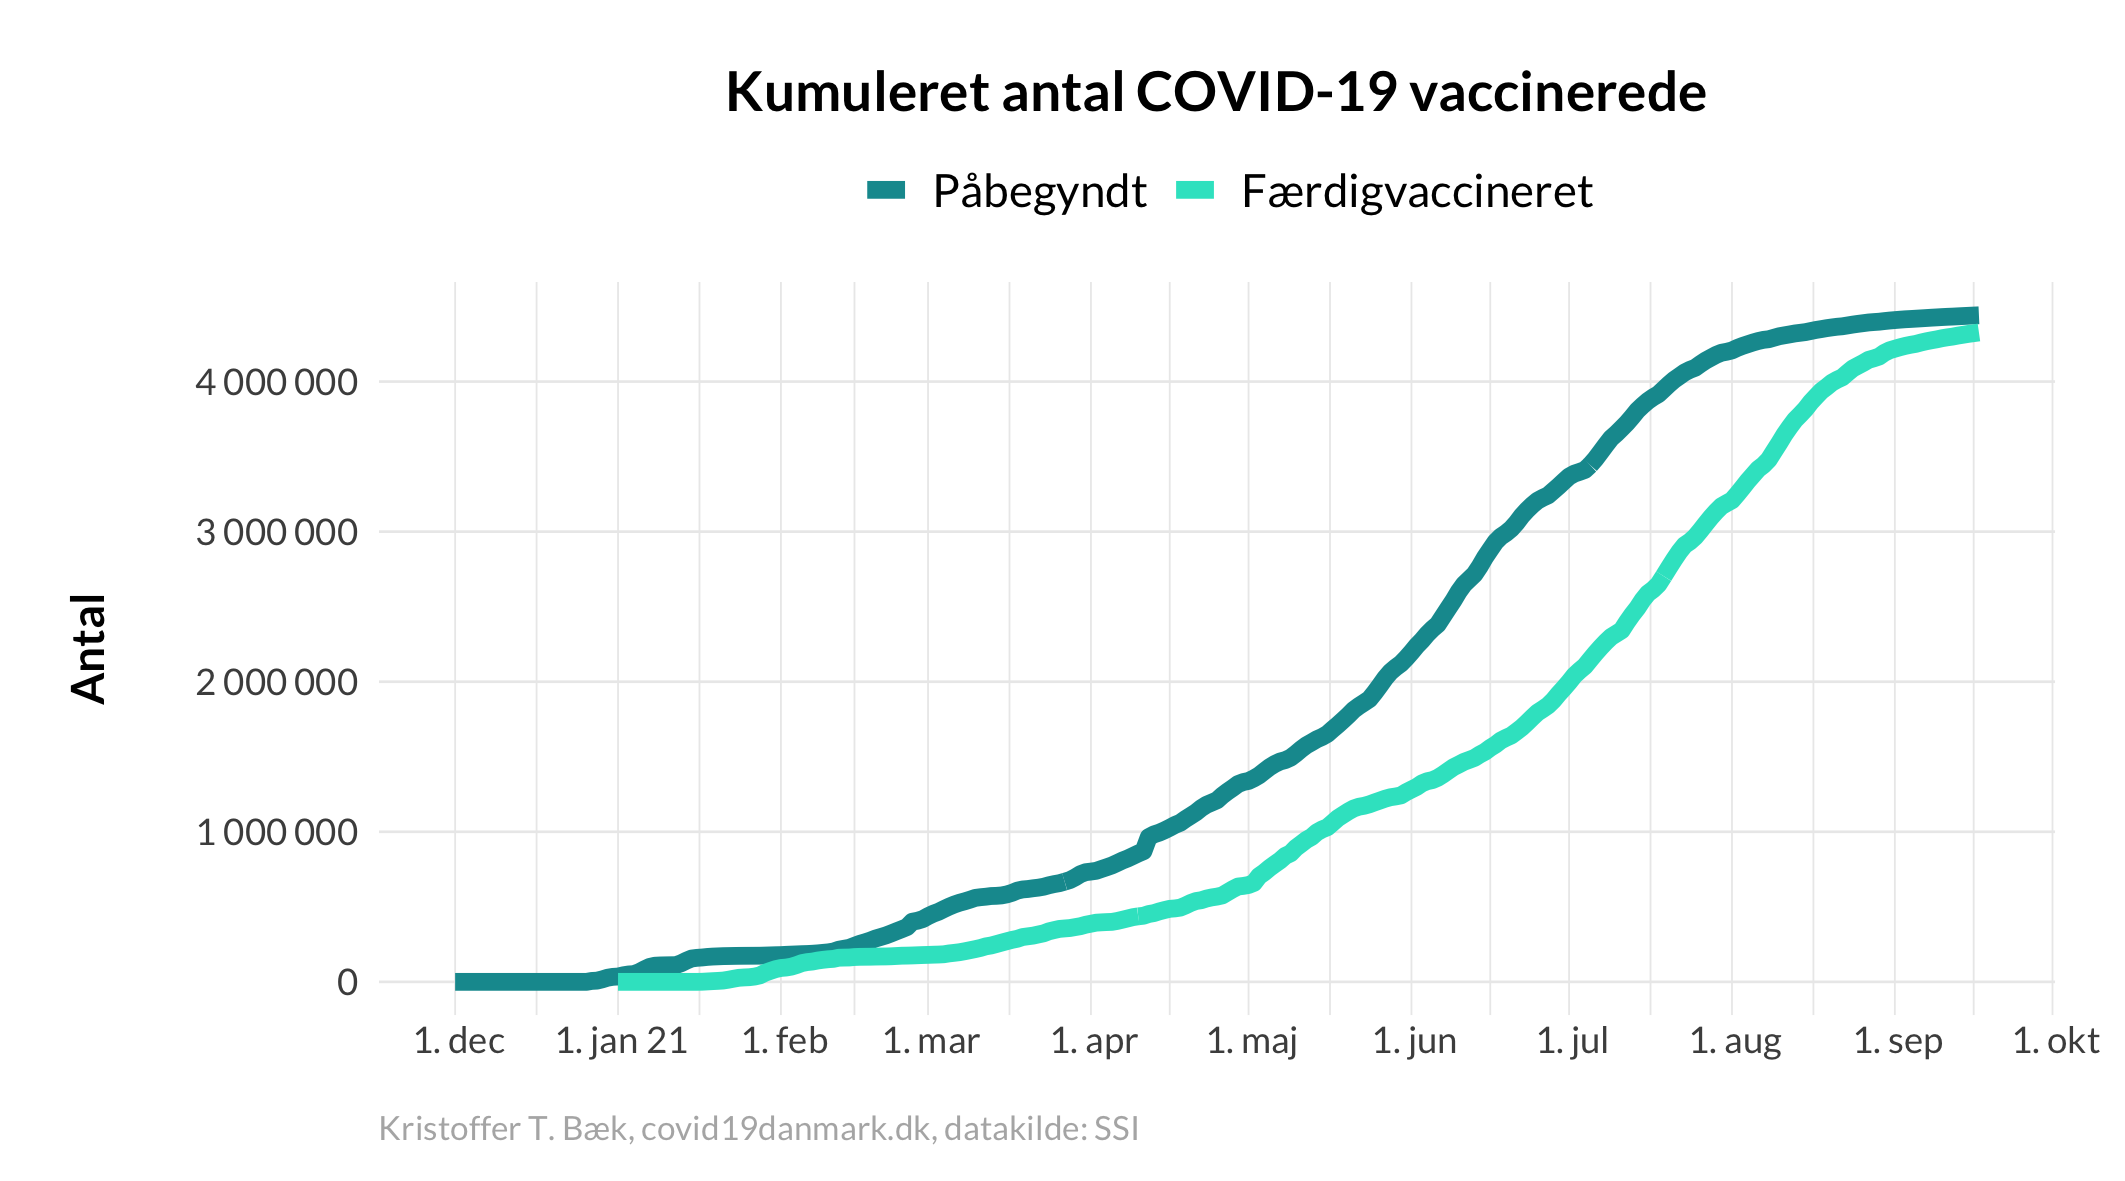 Kumuleret antal COVID-19 vaccinerede
Påbegyndt Færdigvaccineret
Antal
4 000 000
3 000 000
2 000 000
1 000 000
0
1. dec 1. jan 21 1. feb 1. mar 1. apr 1. maj 1. jun 1. jul 1. aug 1. sep 1. okt
Kristoffer T. Bæk, covid19danmark.dk, datakilde: SSI